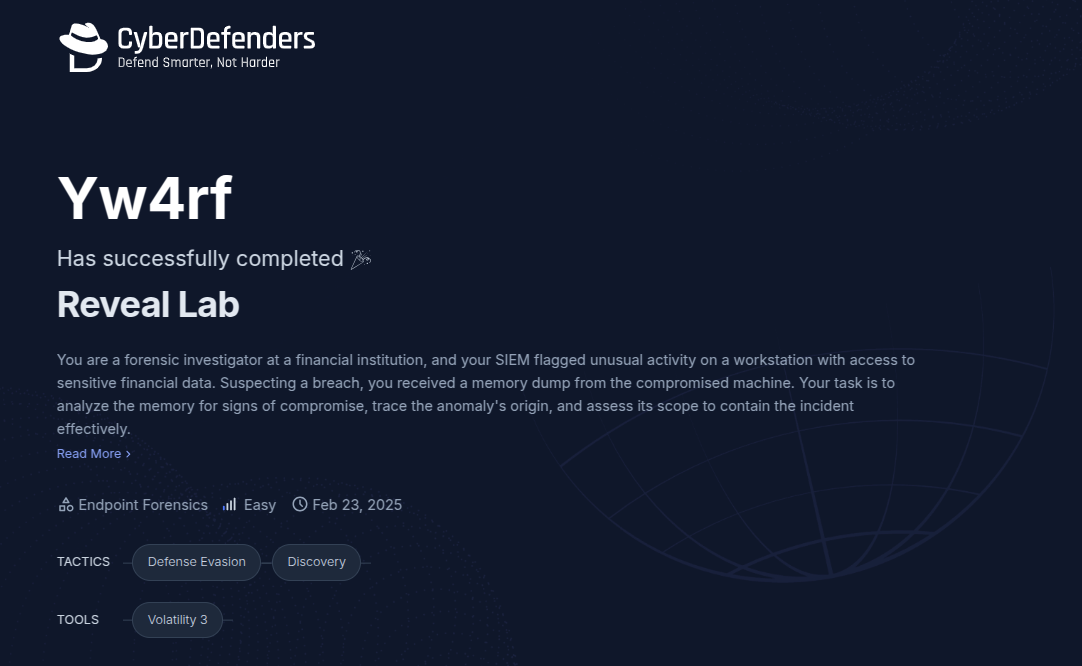 CyberDefenders
Defend Smarter, Not Harder
Yw4rf
Has successfully completed 🎉
Reveal Lab
You are a forensic investigator at a financial institution, and your SIEM flagged unusual activity on a workstation with access to
sensitive financial data. Suspecting a breach, you received a memory dump from the compromised machine. Your task is to
analyze the memory for signs of compromise, trace the anomaly's origin, and assess its scope to contain the incident
effectively.
Read More ›
Endpoint Forensics Easy Feb 23, 2025
TACTICS Defense Evasion Discovery
TOOLS Volatility 3